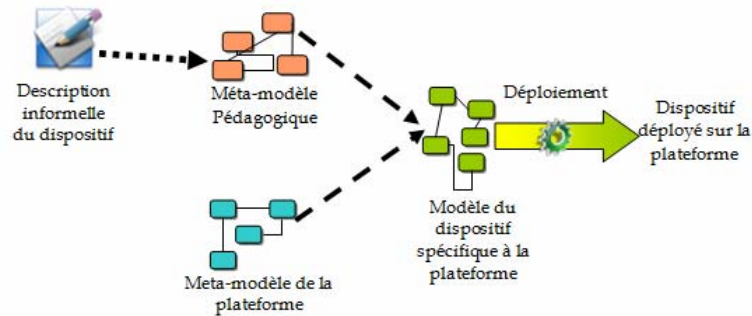 Description
informelle
du dispositif
Méta-modèle
Pédagogique
Meta-modèle de la
plateforme
Modèle du
dispositif
spécifique à la
plateforme
Déploiement
Dispositif
déployé sur la
plateforme